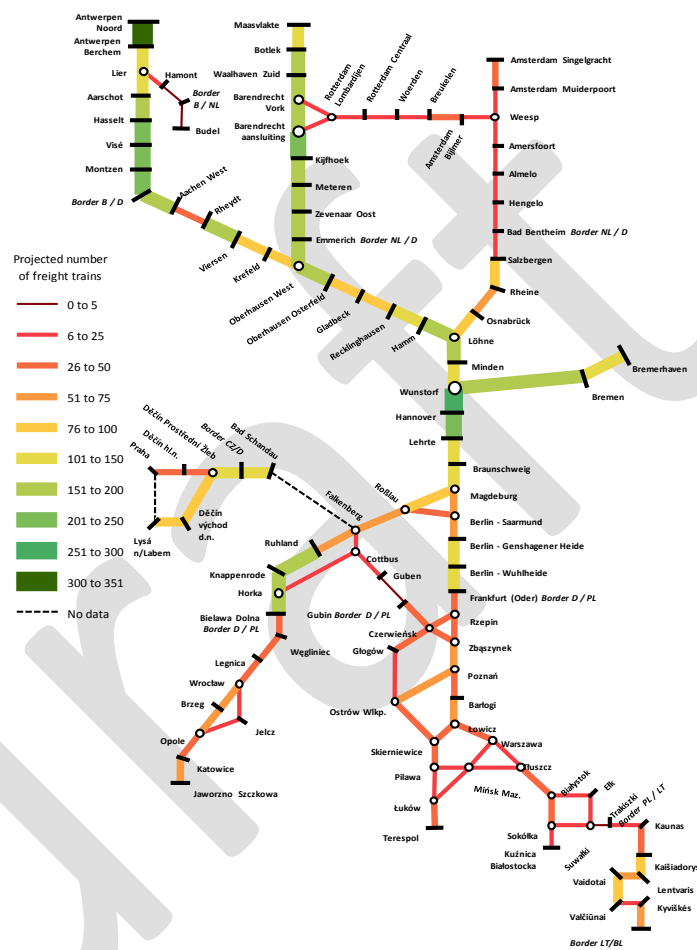 Antwerpen
Noord
Antwerpen
Berchem
Lier
Hamont
Border
B / NL
Budel
Aarschot
Hasselt
Visé
Montzen
Border B / D
Aachen West
Rheydt
Viersen
Krefeld
Maasvlakte
Botlek
Waalhaven Zuid
Barendrecht
Vork
Barendrecht
aansluiting
Kijfhoek
Meteren
Zevenaar Oost
Emmerich Border NL / D
Oberhausen West
Oberhausen Osterfeld
Gladbeck
Recklinghausen
Hamm
Rotterdam
Lombardijen
Rotterdam Centraal
Woerden
Breukelen
Amsterdam
Bijlmer
Amsterdam Singelgracht
Amsterdam Muiderpoort
Weesp
Amersfoort
Almelo
Hengelo
Bad Bentheim Border NL / D
Salzbergen
Rheine
Osnabrück
Löhne
Minden
Wunstorf
Bremen
Bremerhaven
Hannover
Lehrte
Braunschweig
Magdeburg
Berlin - Saarmund
Berlin - Genshagener Heide
Berlin - Wuhlheide
Frankfurt (Oder) Border D / PL
Rzepin
Zbąszynek
Poznań
Barłogi
Łowicz
Warszawa
Tłuszcz
Projected number
of freight trains
0 to 5
6 to 25
26 to 50
51 to 75
76 to 100
101 to 150
151 to 200
201 to 250
251 to 300
300 to 351
No data
Praha
Děčín hl.n.
Děčín Prostřední Žleb
Border CZ/D
Bad Schandau
Lysá
n/Labem
Děčín
východ
d.n.
Falkenberg
Roßlau
Ruhland
Cottbus
Guben
Gubin Border D / PL
Czerwieńsk
Głogów
Ostrów Wlkp.
Knappenrode
Horka
Bielawa Dolna
Border D / PL
Węgliniec
Legnica
Wrocław
Brzeg
Jelcz
Opole
Katowice
Jaworzno Szczkowa
Skierniewice
Pilawa
Mińsk Maz.
Łuków
Terespol
Białystok
Ełk
Trakiszki
Border PL / LT
Sokółka
Kuźnica
Białostocka
Suwałki
Kaunas
Kaišiadorys
Vaidotai
Lentvaris
Valčiūnai
Kyviškės
Border LT/BL